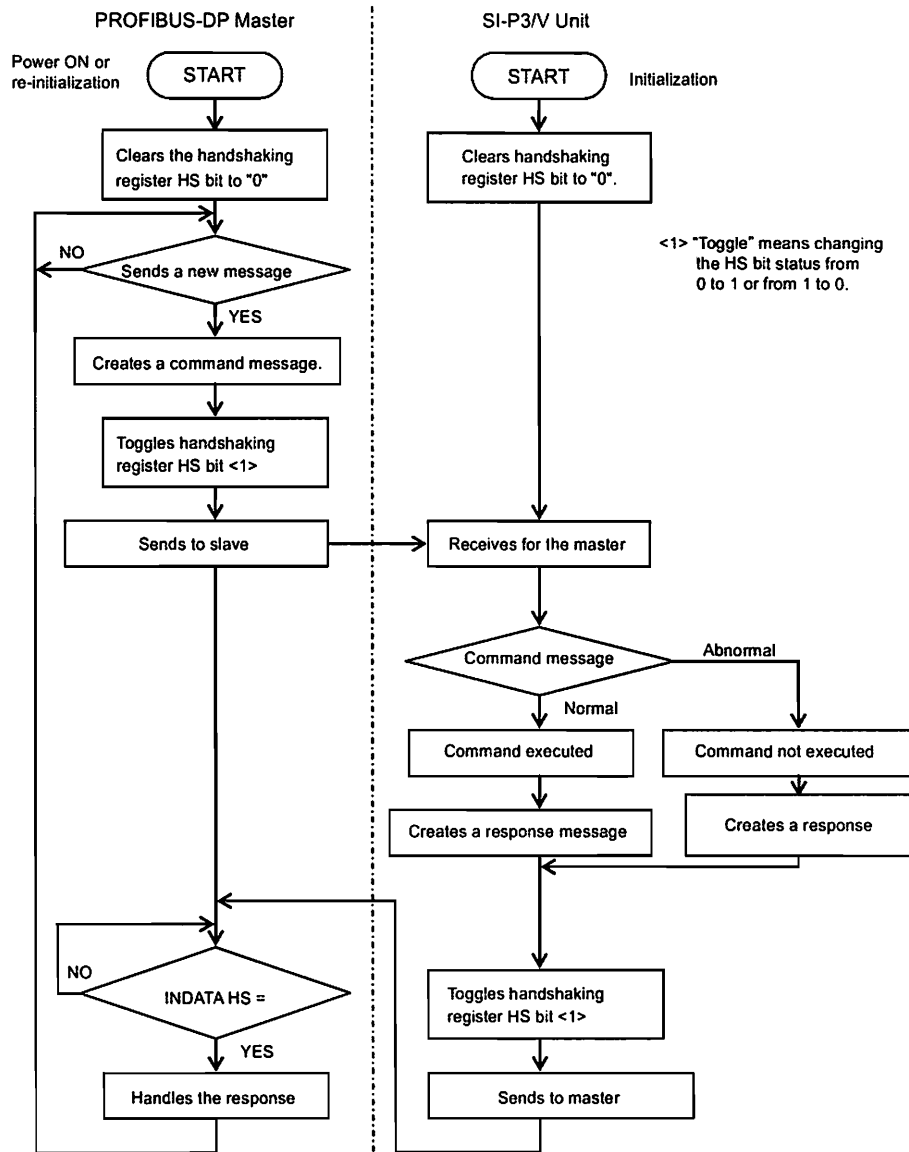 PROFIBUS-DP Master
SI-P3/V Unit
Power ON or
re-initialization
START
START
Initialization
Clears the handshaking
register HS bit to "0"
Clears handshaking
register HS bit to "0".
NO
Sends a new message
<1> "Toggle" means changing
the HS bit status from
0 to 1 or from 1 to 0.
YES
Creates a command message.
Toggles handshaking
register HS bit <1>
Sends to slave
Receives for the master
Command message
Abnormal
Normal
Command executed
Command not executed
Creates a response message
Creates a response
NO
INDATA HS =
Toggles handshaking
register HS bit <1>
YES
Handles the response
Sends to master